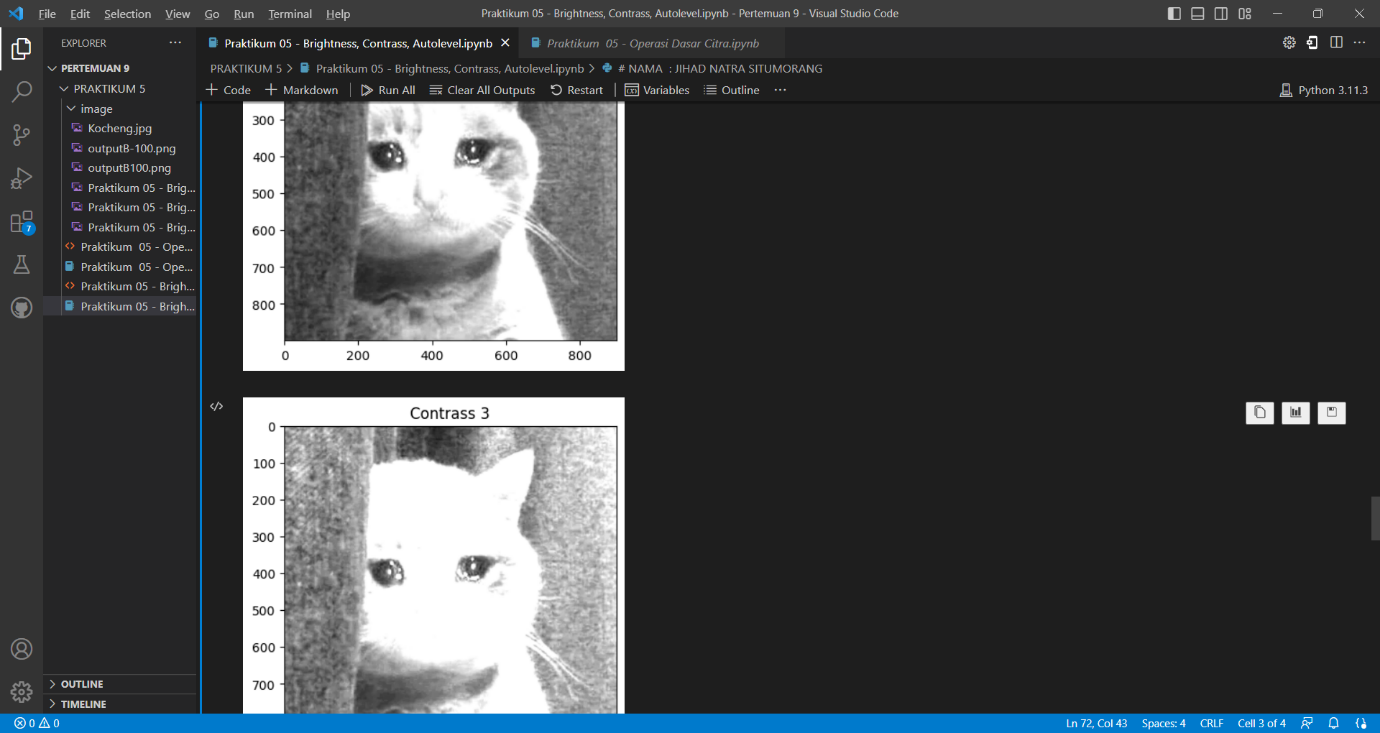 File Edit Selection View Go Run Terminal Help
Praktikum 05 - Brightness, Contrass, Autolevel.ipynb - Pertemuan 9 - Visual Studio Code
EXPLORER
Praktikum 05 - Brightness, Contrass, Autolevel.ipynb
Praktikum 05 - Operasi Dasar Citra.ipynb
PRAKTIKUM 5 > Praktikum 05 - Brightness, Contrass, Autolevel.ipynb > # NAMA : JIHAD NATRA SITUMORANG
+ Code + Markdown Run All Clear All Outputs Restart Variables Outline ...
Python 3.11.3
PERTEMUAN 9
PRAKTIKUM 5
image
Kocheng.jpg
outputB-100.png
outputB100.png
Praktikum 05 - Brig...
Praktikum 05 - Brig...
Praktikum 05 - Brig...
Praktikum 05 - Ope...
Praktikum 05 - Ope...
Praktikum 05 - Brigh...
Praktikum 05 - Brigh...
7
OUTLINE
TIMELINE
300
400
500
600
700
800
0 200 400 600 800
Contrass 3
0
100
200
300
400
500
600
700
0 0
Ln 72, Col 43 Spaces: 4 CRLF Cell 3 of 4